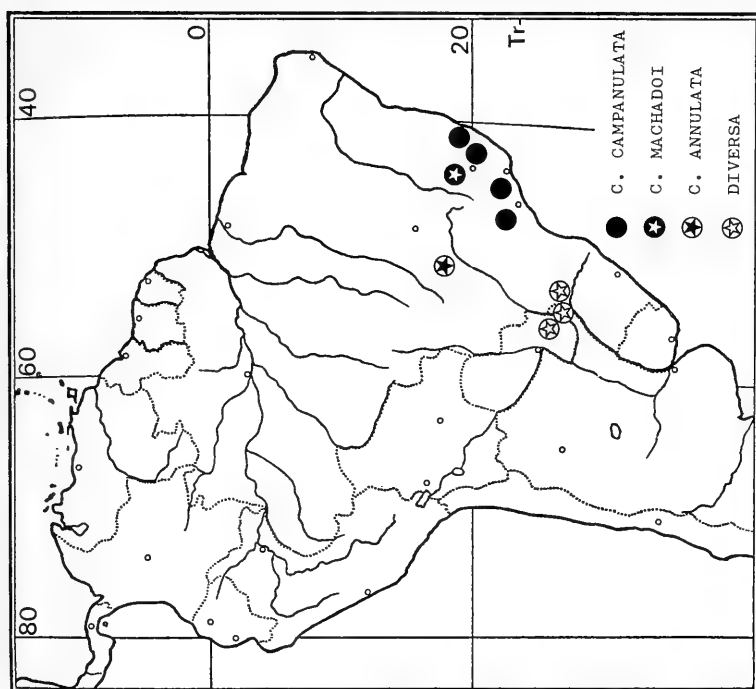 0
20
Tr-
40
60
80
C. CAMPANULATA
C. MACHADOI
C. ANNULATA
DIVERSA